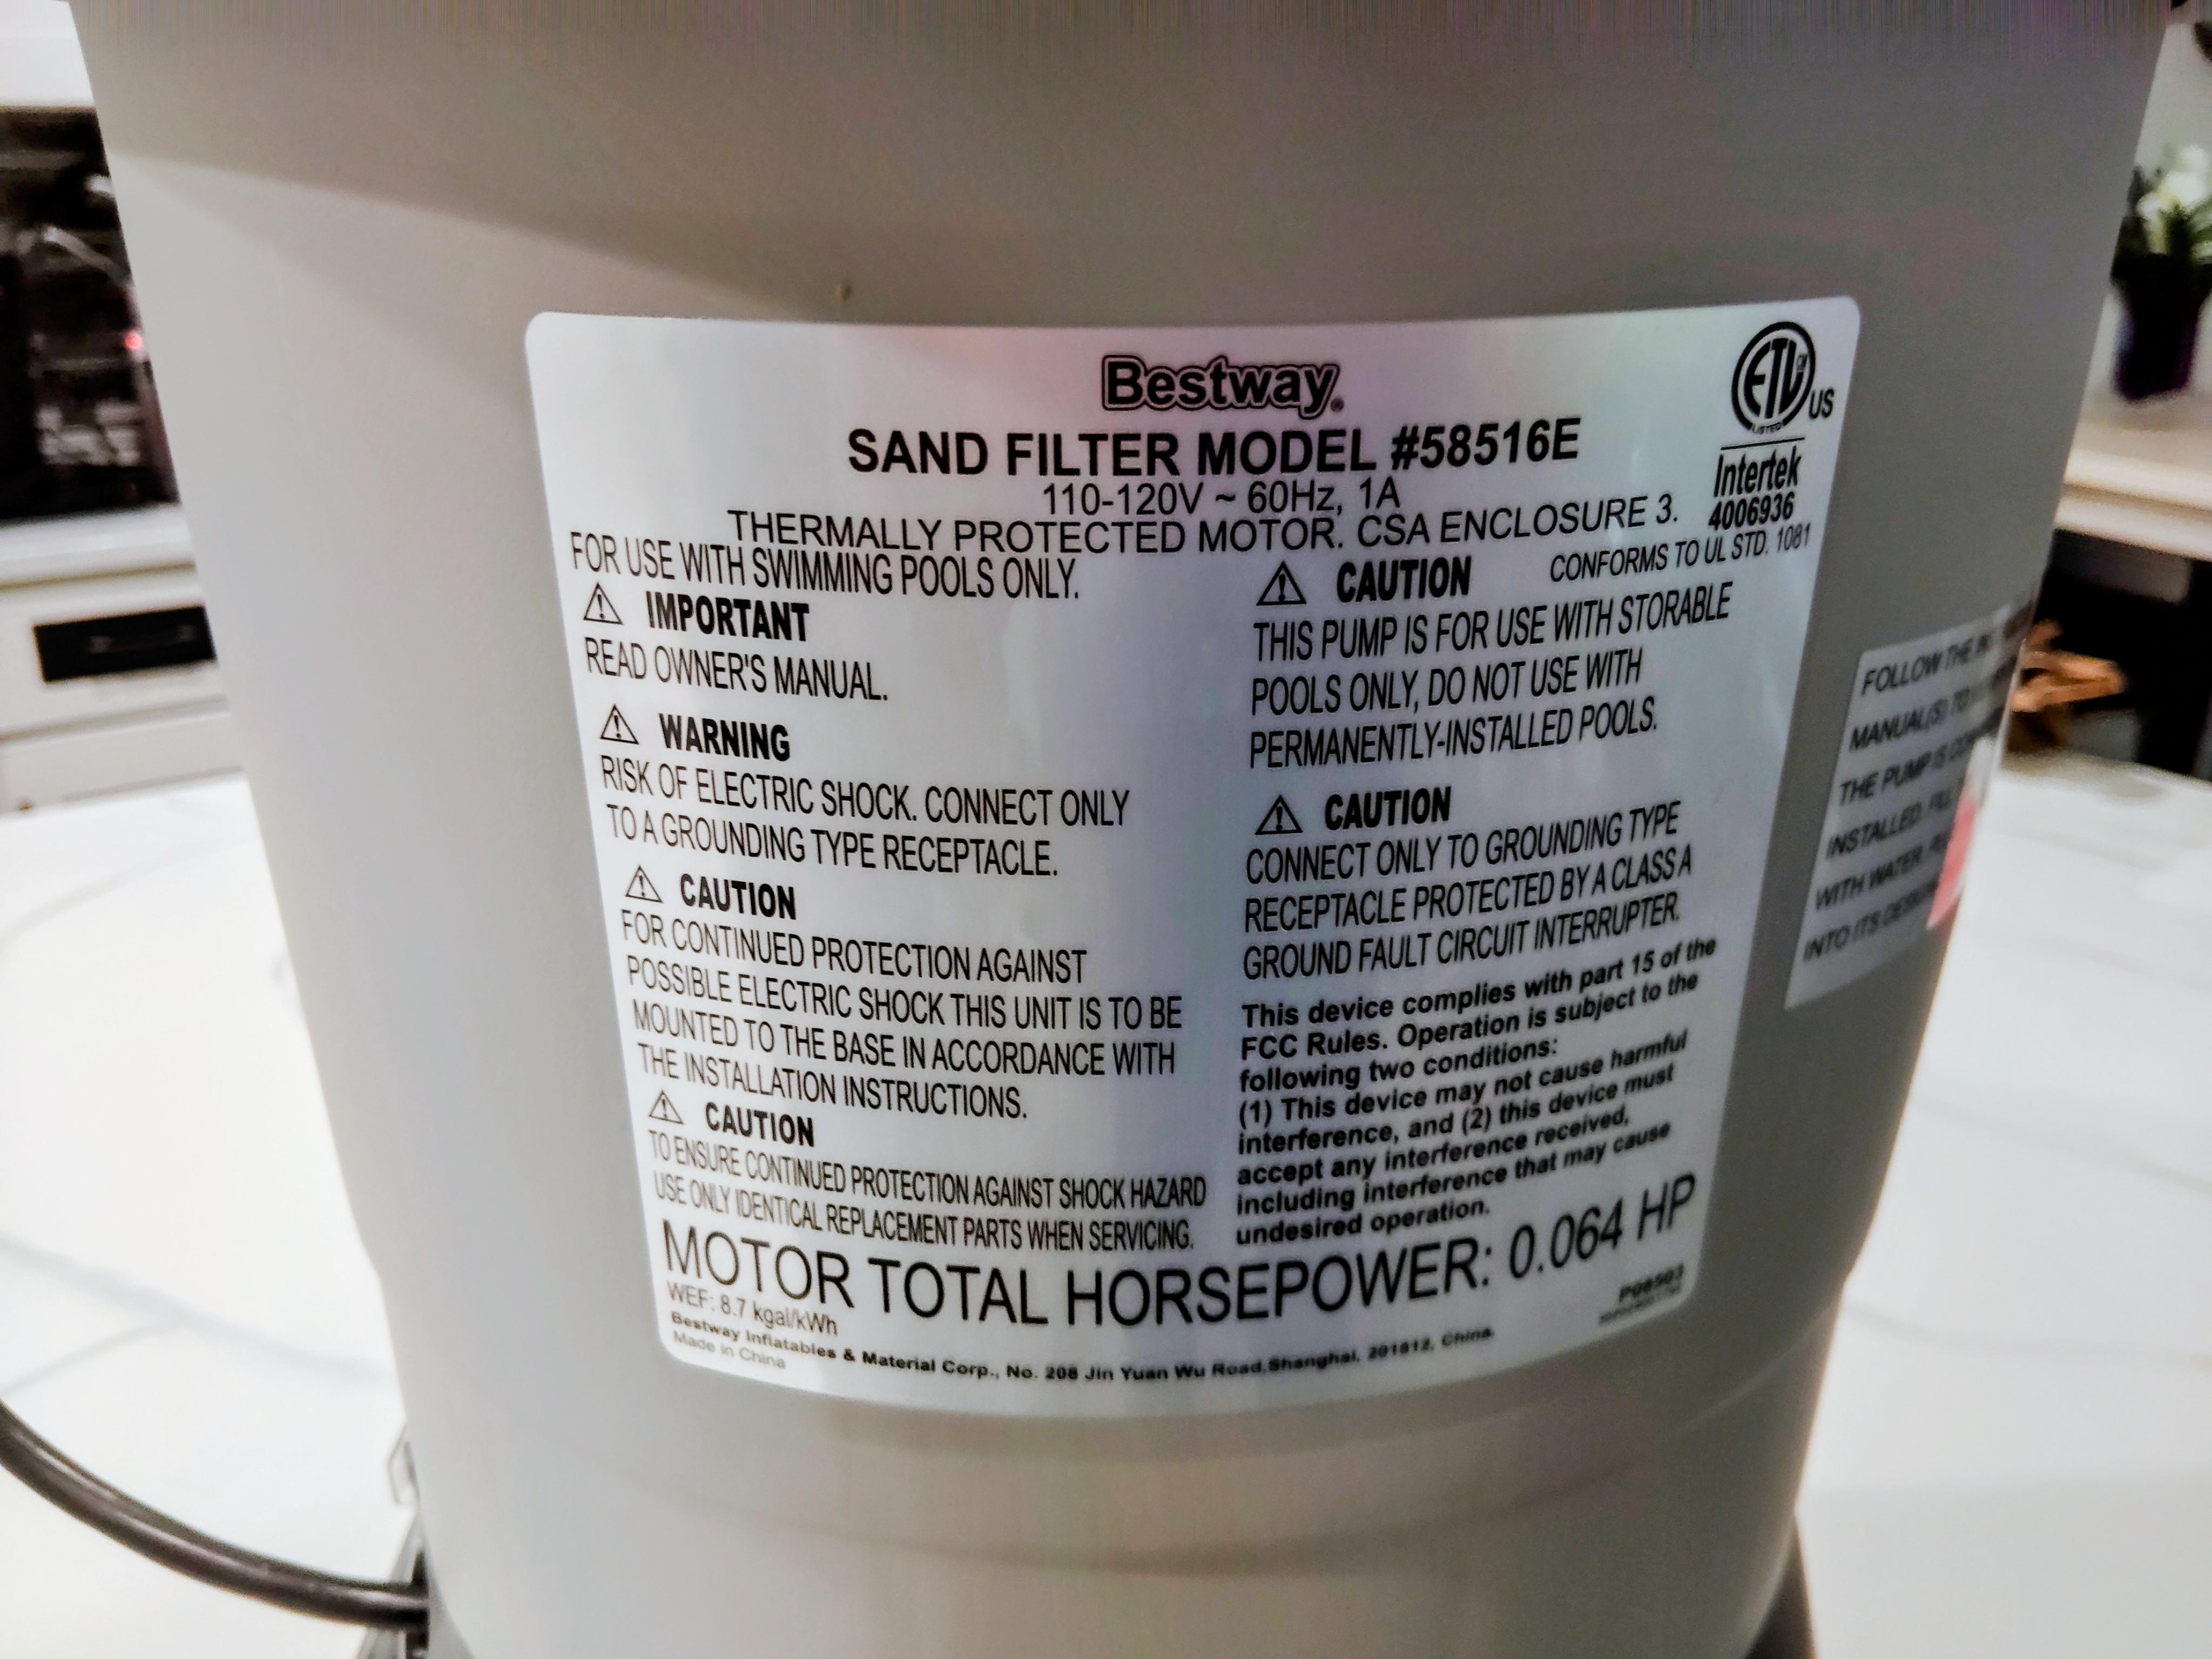 Bestway®
SAND FILTER MODEL #58516E
110-120V ~ 60Hz, 1A
THERMALLY PROTECTED MOTOR. CSA ENCLOSURE 3.
ETL CM
LISTED
US
Intertek
4006936
CONFORMS TO UL STD. 1081
FOR USE WITH SWIMMING POOLS ONLY.
⚠ IMPORTANT
READ OWNER'S MANUAL.
⚠ WARNING
RISK OF ELECTRIC SHOCK. CONNECT ONLY
TO A GROUNDING TYPE RECEPTACLE.
⚠ CAUTION
FOR CONTINUED PROTECTION AGAINST
POSSIBLE ELECTRIC SHOCK THIS UNIT IS TO BE
MOUNTED TO THE BASE IN ACCORDANCE WITH
THE INSTALLATION INSTRUCTIONS.
⚠ CAUTION
TO ENSURE CONTINUED PROTECTION AGAINST SHOCK HAZARD
USE ONLY IDENTICAL REPLACEMENT PARTS WHEN SERVICING.
⚠ CAUTION
THIS PUMP IS FOR USE WITH STORABLE
POOLS ONLY, DO NOT USE WITH
PERMANENTLY-INSTALLED POOLS.
⚠ CAUTION
CONNECT ONLY TO GROUNDING TYPE
RECEPTACLE PROTECTED BY A CLASS A
GROUND FAULT CIRCUIT INTERRUPTER.
This device complies with part 15 of the
FCC Rules. Operation is subject to the
following two conditions:
(1) This device may not cause harmful
interference, and (2) this device must
accept any interference received,
including interference that may cause
undesired operation.
MOTOR TOTAL HORSEPOWER: 0.064 HP
WEF: 8.7 kgal/kWh
P08503
Bestway Inflatables & Material Corp., No. 208 Jin Yuan Wu Road, Shanghai, 201812, China.
Made in China
FOLLOW THE
MANUAL(S) TO
THE PUMP IS
INSTALLED.
WITH WATER.
INTO ITS